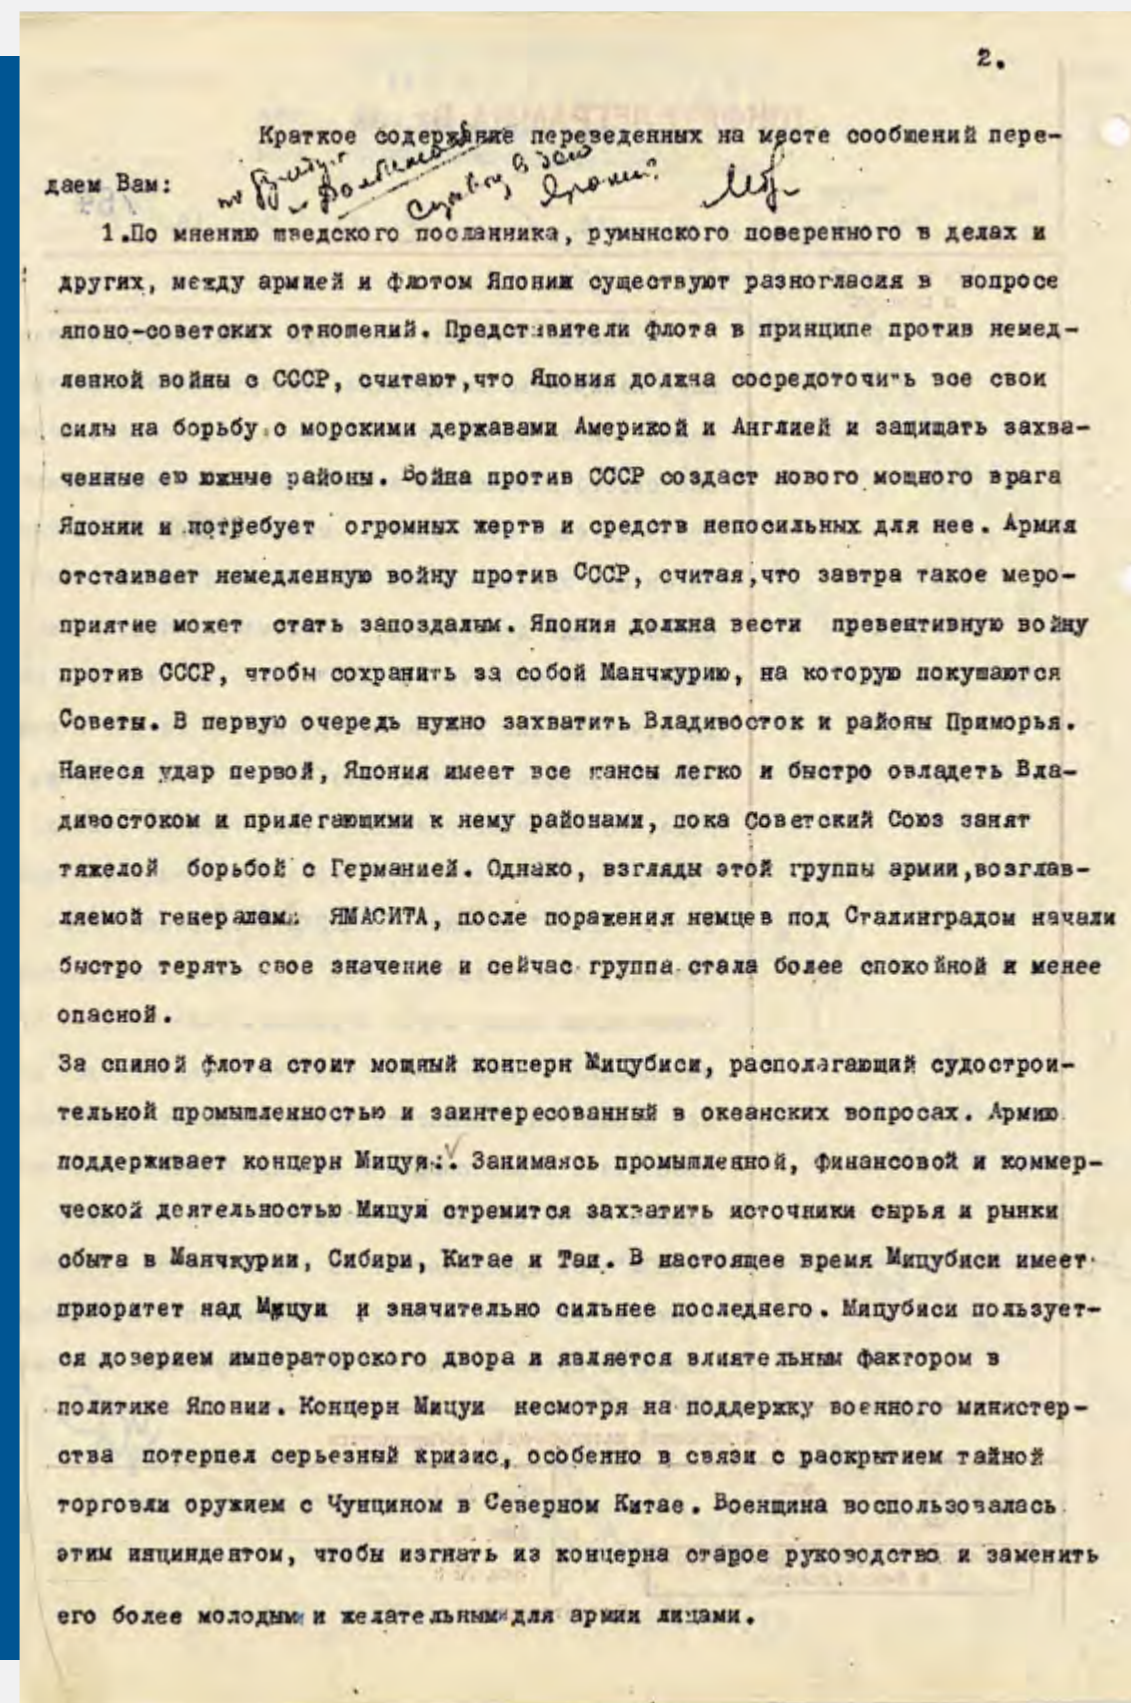 2.
Краткое содержание переведенных на месте сообщений пере-
даем Вам:
1.По мнению шведского посланника, румынского поверенного в делах и
других, между армией и флотом Японии существуют разногласия в вопросе
японо-советских отношений. Представители флота в принципе против немед-
ленной войны с СССР, считают,что Япония должна сосредоточить все свои
силы на борьбу с морскими державами Америкой и Англией и защищать захва-
ченные ею южные районы. Война против СССР создаст нового мощного врага
Японии и потребует огромных жертв и средств непосильных для нее. Армия
отстаивает немедленную войну против СССР, считая,что завтра такое меро-
приятие может стать запоздалым. Япония должна вести превентивную войну
против СССР, чтобы сохранить за собой Манчжурию, на которую покушаются
Советы. В первую очередь нужно захватить Владивосток и районы Приморья.
Нанеся удар первой, Япония имеет все шансы легко и быстро овладеть Вла-
дивостоком и прилегающими к нему районами, пока Советский Союз занят
тяжелой борьбой с Германией. Однако, взгляды этой группы армии,возглав-
ляемой генералам ЯМАСИТА, после поражения немцев под Сталинградом начали
быстро терять свое значение и сейчас группа стала более спокойной и менее
опасной.
За спиной флота стоит мощный концерн Мицубиси, располагающий судострои-
тельной промышленностью и заинтересованный в океанских вопросах. Армию
поддерживает концерн Мицуи. Занимаясь промышленной, финансовой и коммер-
ческой деятельностью Мицуи стремится захватить источники сырья и рынки
сбыта в Манчжурии, Сибири, Китае и Таи. В настоящее время Мицубиси имеет
приоритет над Мицуи и значительно сильнее последнего. Мицубиси пользует-
ся доверием императорского двора и является влиятельным фактором в
политике Японии. Концерн Мицуи несмотря на поддержку военного министер-
ства потерпел серьезный кризис, особенно в связи с раскрытием тайной
торговли оружием с Чунцином в Северном Китае. Военщина воспользовалась
этим инциндентом, чтобы изгнать из концерна старое руководство и заменить
его более молодыми и желательными для армии лицами.